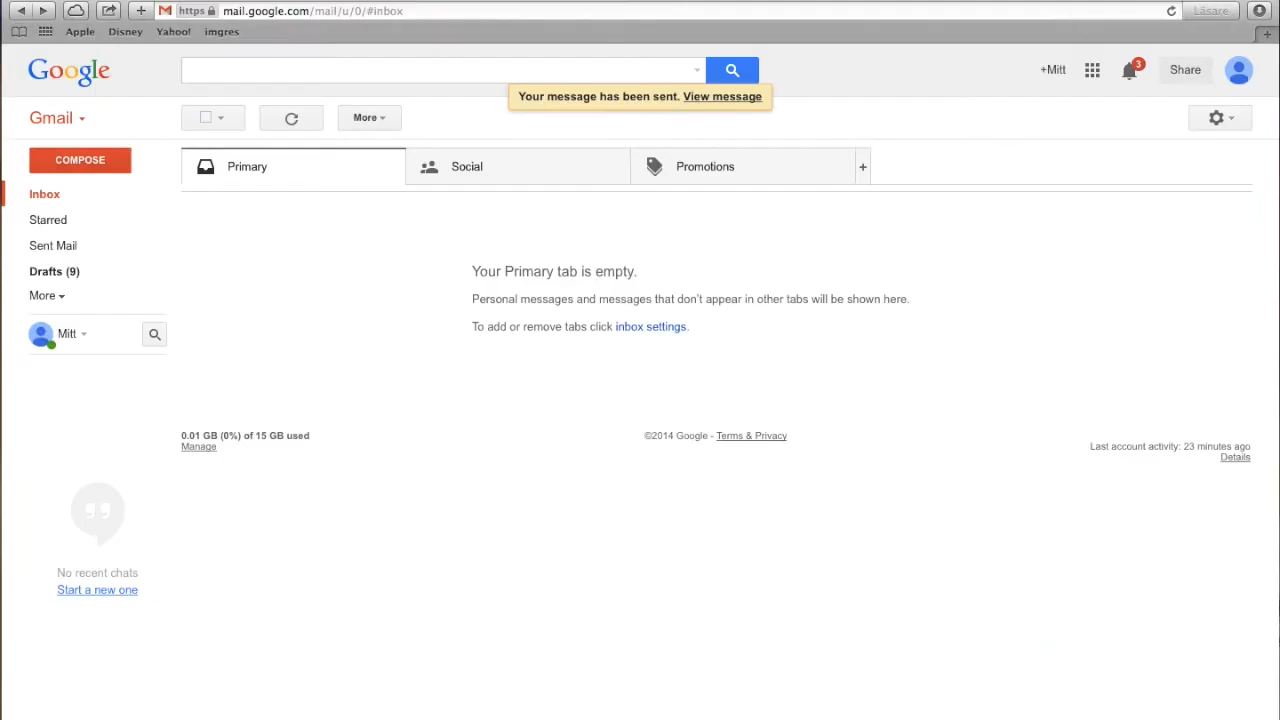 https mail.google.com/mail/u/0/#inbox Läsare
Apple Disney Yahoo! imgres
Google +Mitt 3 Share
Your message has been sent. View message
Gmail More
COMPOSE Primary Social Promotions +
Inbox
Starred
Sent Mail
Drafts (9)
More
Mitt
Your Primary tab is empty.
Personal messages and messages that don't appear in other tabs will be shown here.
To add or remove tabs click inbox settings.
0.01 GB (0%) of 15 GB used
Manage
©2014 Google - Terms & Privacy
Last account activity: 23 minutes ago
Details
No recent chats
Start a new one